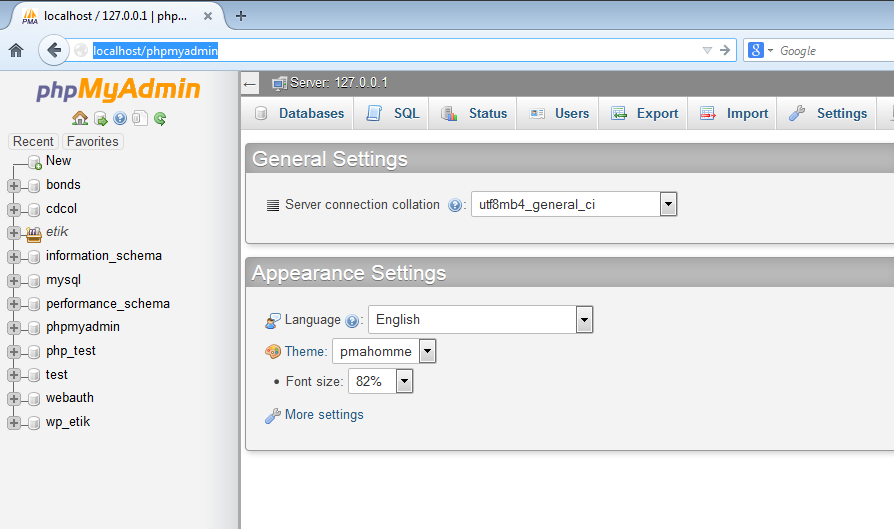 localhost / 127.0.0.1 | php...
PMA
localhost/phpmyadmin
Google
phpMyAdmin
Recent Favorites
New
bonds
cdcol
etik
information_schema
mysql
performance_schema
phpmyadmin
php_test
test
webauth
wp_etik
Server: 127.0.0.1
Databases SQL Status Users Export Import Settings
General Settings
Server connection collation : utf8mb4_general_ci
Appearance Settings
Language : English
Theme: pmahomme
• Font size: 82%
More settings